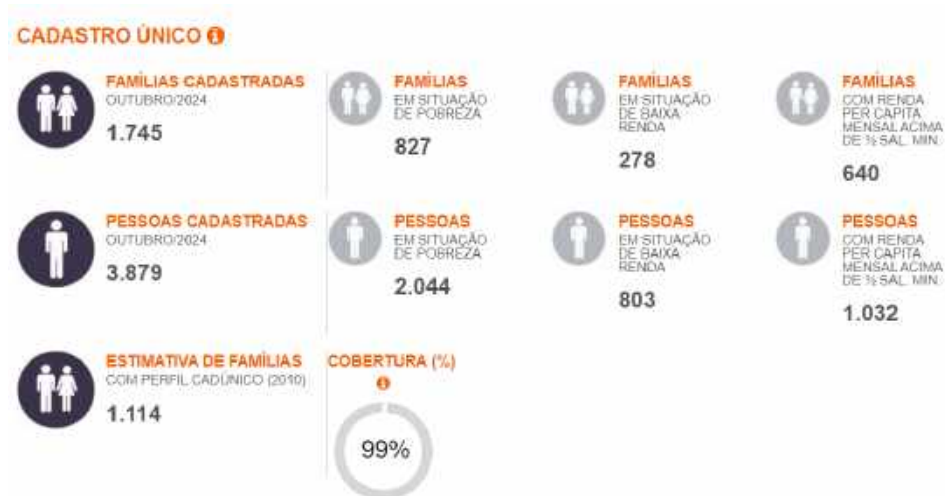 CADASTRO ÚNICO
FAMÍLIAS CADASTRADAS
OUTUBRO/2024
1.745
FAMÍLIAS
EM SITUAÇÃO
DE POBREZA
827
FAMÍLIAS
EM SITUAÇÃO
DE BAIXA
RENDA
278
FAMÍLIAS
COM RENDA
PER CAPITA
MENSAL ACIMA
DE ½ SAL. MIN.
640
PESSOAS CADASTRADAS
OUTUBRO/2024
3.879
PESSOAS
EM SITUAÇÃO
DE POBREZA
2.044
PESSOAS
EM SITUAÇÃO
DE BAIXA
RENDA
803
PESSOAS
COM RENDA
PER CAPITA
MENSAL ACIMA
DE ½ SAL. MIN.
1.032
ESTIMATIVA DE FAMÍLIAS
COM PERFIL CADÚNICO (2010)
1.114
COBERTURA (%)
99%